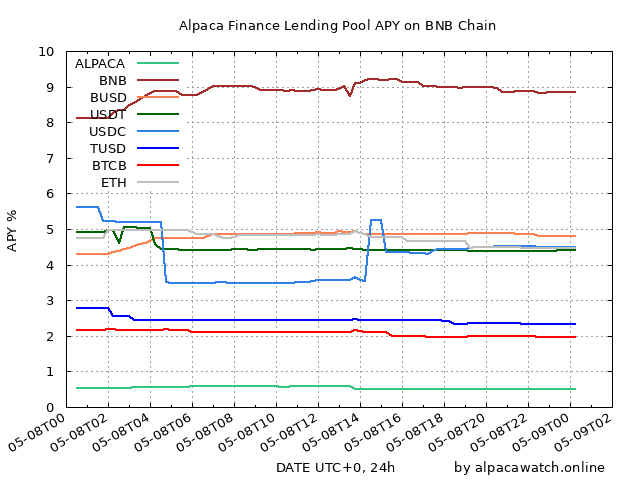 Alpaca Finance Lending Pool APY on BNB Chain
10
9
8
7
6
5
4
3
2
1
0
APY %
ALPACA
BNB
BUSD
USDT
USDC
TUSD
BTCB
ETH
05-08T00
05-08T02
05-08T04
05-08T06
05-08T08
05-08T10
05-08T12
05-08T14
05-08T16
05-08T18
05-08T20
05-08T22
05-09T00
05-09T02
DATE UTC+0, 24h
by alpacawatch.online